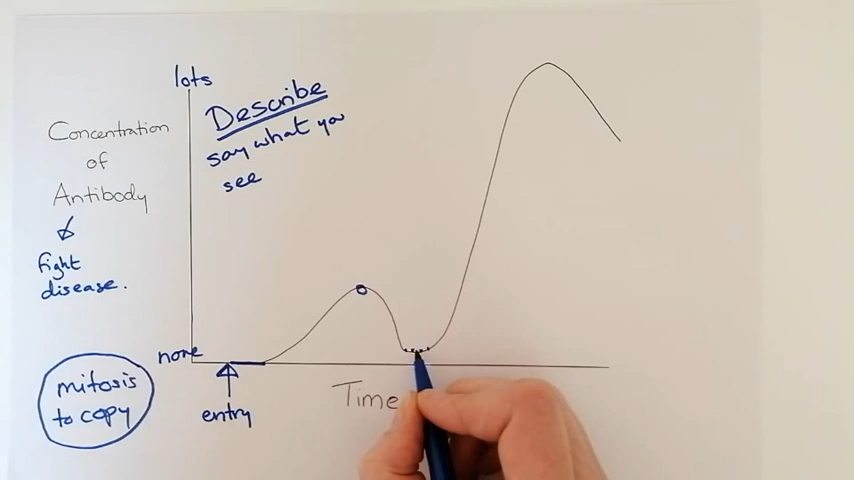 lots
Describe
say what you
see
Concentration
of
Antibody
fight
disease.
none
mitosis
to copy
entry
Time